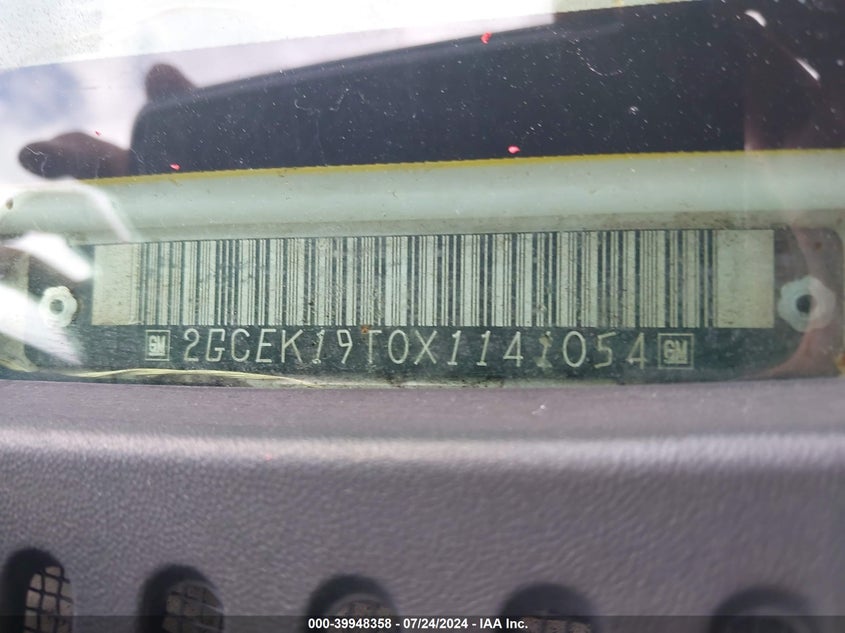 GM 2GCEK19T0X1141054 GM
000-39948358 - 07/24/2024 - IAA Inc.